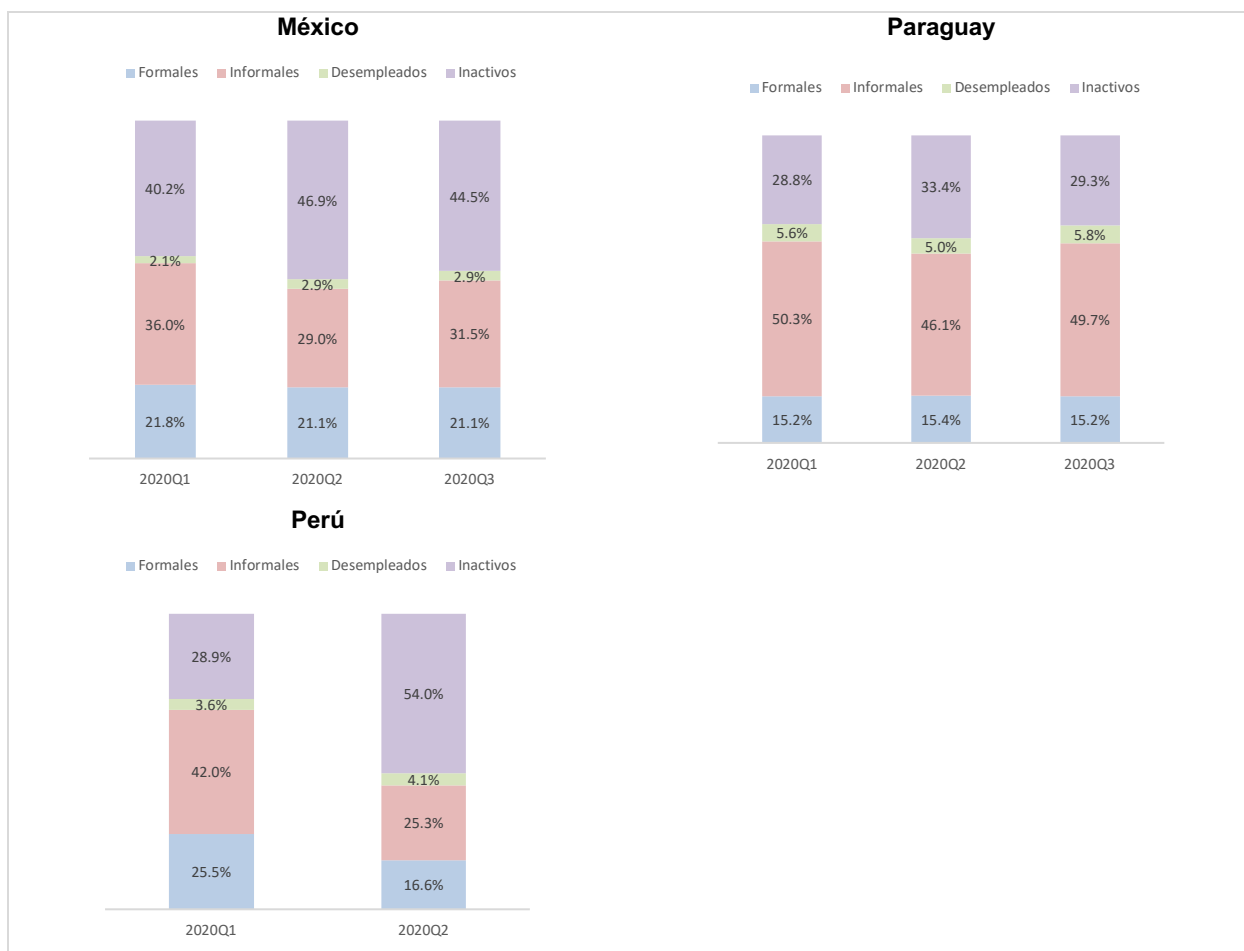 México
Formales Informales Desempleados Inactivos
40.2% 46.9% 44.5%
2.1% 2.9% 2.9%
36.0% 29.0% 31.5%
21.8% 21.1% 21.1%
2020Q1 2020Q2 2020Q3
Paraguay
Formales Informales Desempleados Inactivos
28.8% 33.4% 29.3%
5.6% 5.0% 5.8%
50.3% 46.1% 49.7%
15.2% 15.4% 15.2%
2020Q1 2020Q2 2020Q3
Perú
Formales Informales Desempleados Inactivos
28.9% 54.0%
3.6% 4.1%
42.0% 25.3%
25.5% 16.6%
2020Q1 2020Q2